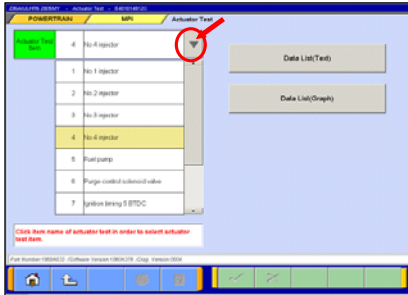 POWERTRAIN MPI Actuator Test
Actuator Test
Item
4 No.4 injector
1 No.1 injector
2 No.2 injector
3 No.3 injector
4 No.4 injector
5 Fuel pump
6 Purge control solenoid valve
7 Ignition timing 5 BTDC
Data List(Text)
Data List(Graph)
Click item name of actuator test in order to select actuator
test item.